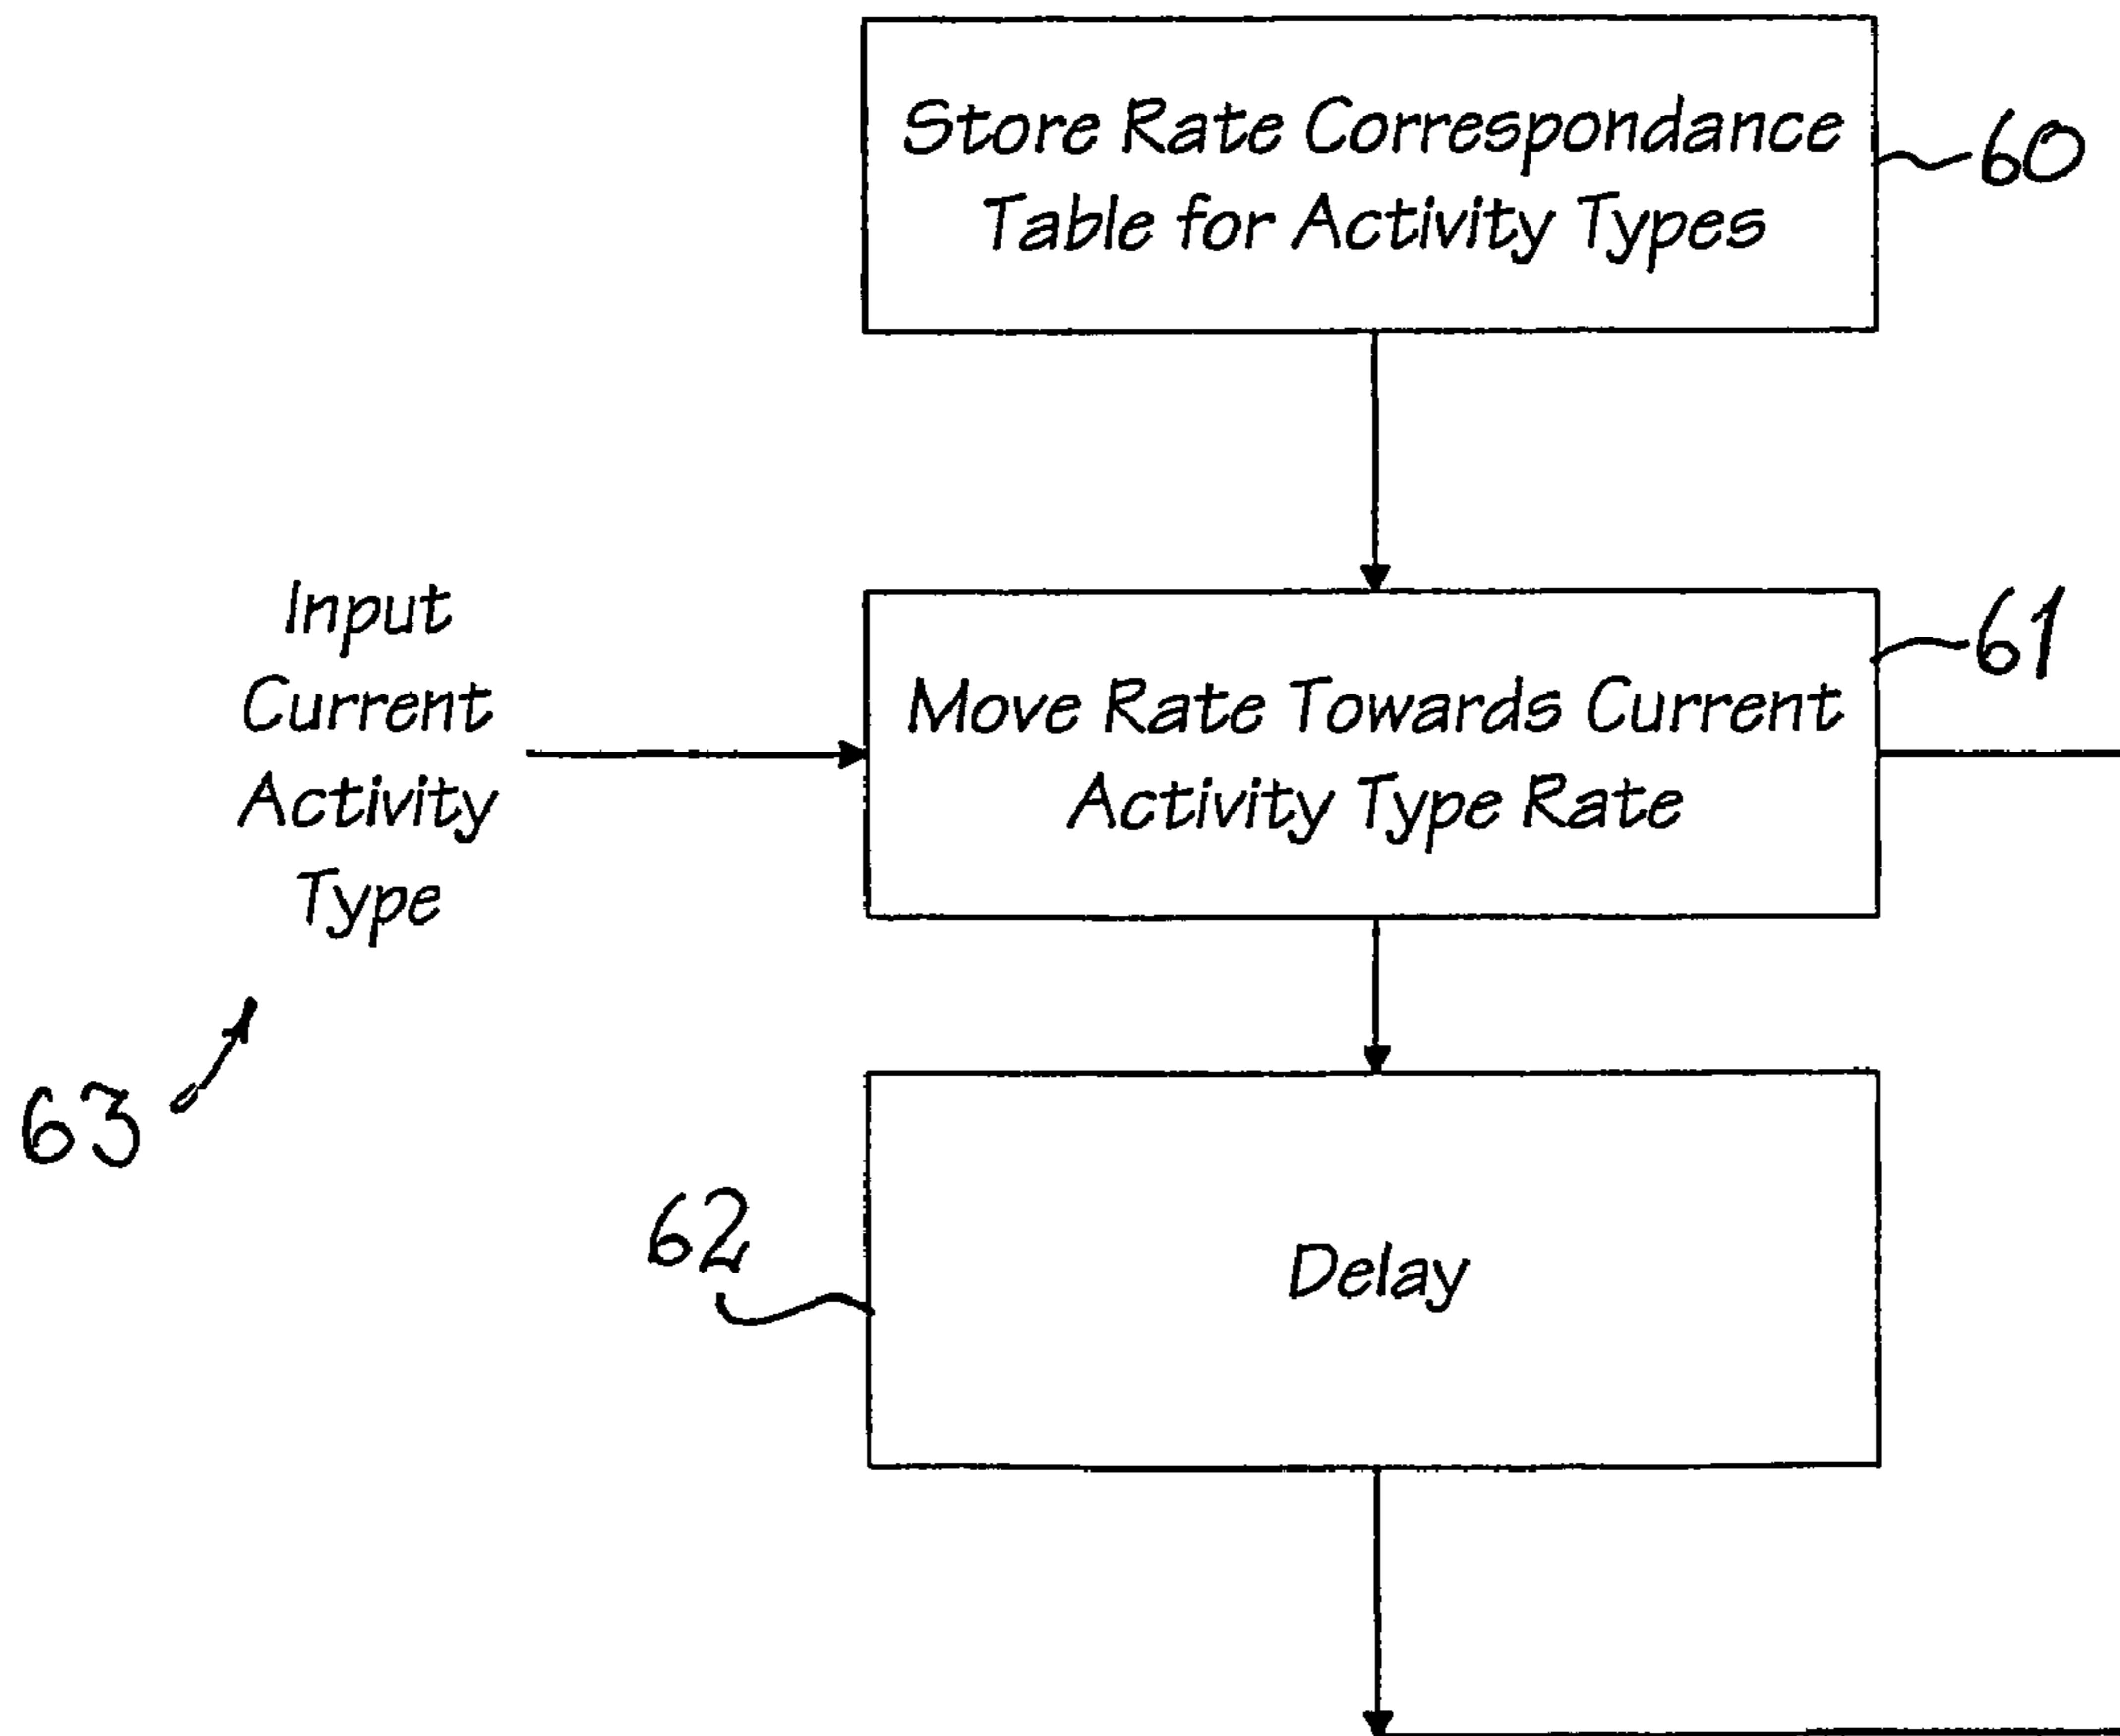 Store Rate Correspondance
Table for Activity Types
60
Input
Current
Activity
Type
61
Move Rate Towards Current
Activity Type Rate
63
62
Delay